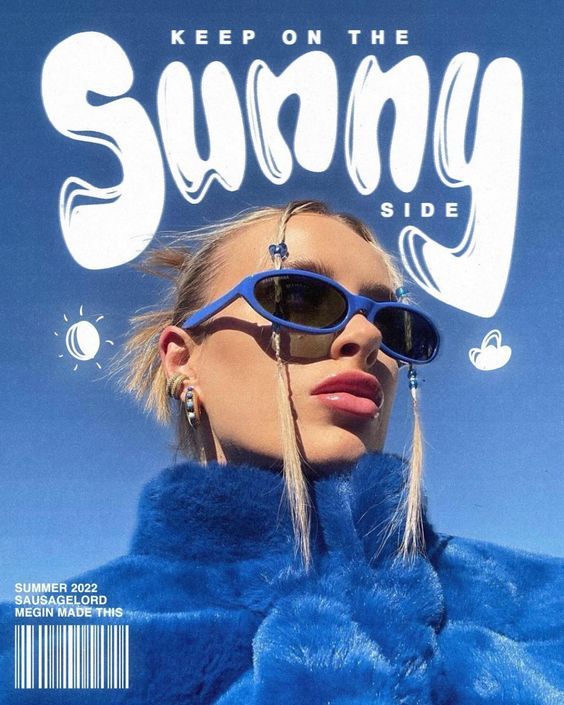 KEEP ON THE
Sunny
SIDE
SUMMER 2022
SAUSAGELORD
MEGIN MADE THIS